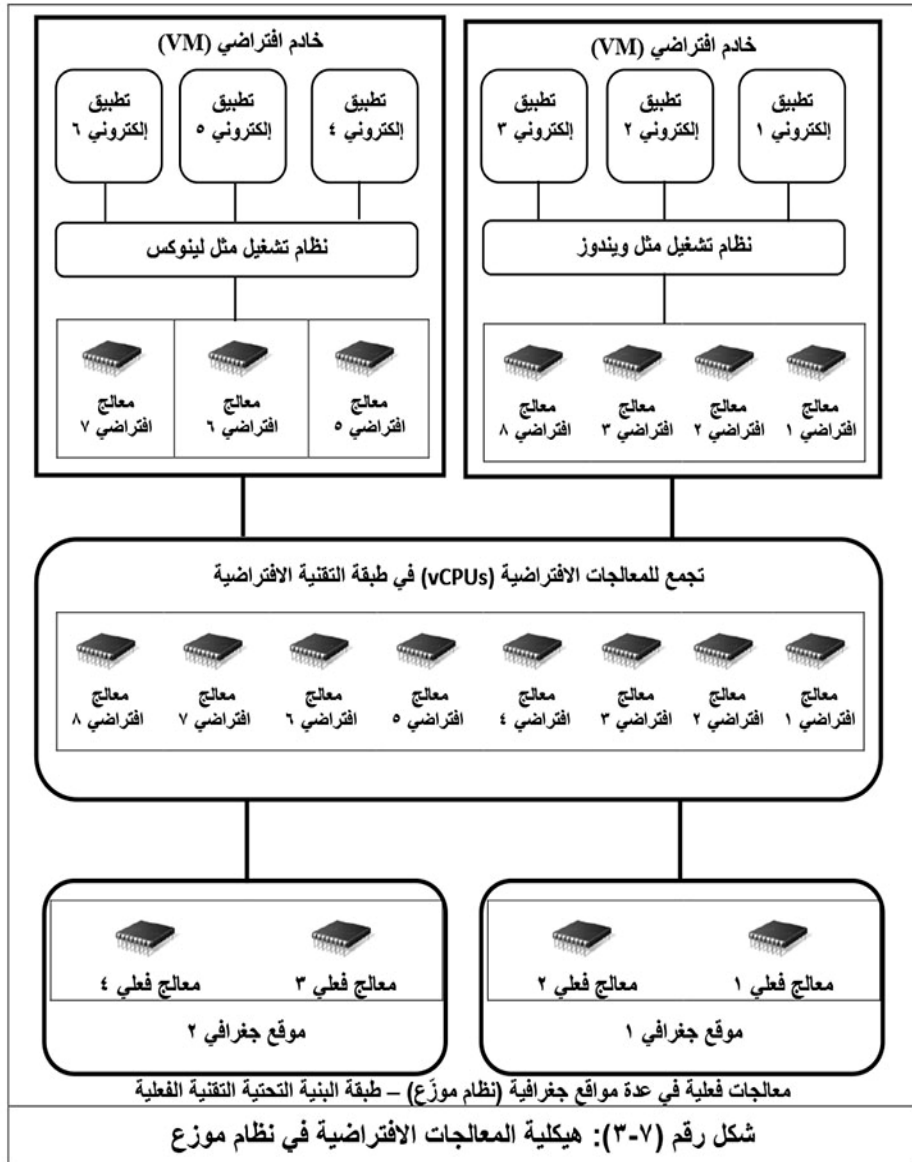 خادم افتراضي (VM)
تطبيق
إلكتروني ١
تطبيق
إلكتروني ٢
تطبيق
إلكتروني ٣
نظام تشغيل مثل ويندوز
معالج
افتراضي ١
معالج
افتراضي ٢
معالج
افتراضي ٣
معالج
افتراضي ٨
خادم افتراضي (VM)
تطبيق
إلكتروني ٤
تطبيق
إلكتروني ٥
تطبيق
إلكتروني ٦
نظام تشغيل مثل لينوكس
معالج
افتراضي ٥
معالج
افتراضي ٦
معالج
افتراضي ٧
تجمع للمعالجات الافتراضية (vCPUs) في طبقة التقنية الافتراضية
معالج
افتراضي ١
معالج
افتراضي ٢
معالج
افتراضي ٣
معالج
افتراضي ٤
معالج
افتراضي ٥
معالج
افتراضي ٦
معالج
افتراضي ٧
معالج
افتراضي ٨
معالج فعلي ١
معالج فعلي ٢
موقع جغرافي ١
معالج فعلي ٣
معالج فعلي ٤
موقع جغرافي ٢
معالجات فعلية في عدة مواقع جغرافية (نظام موزّع) – طبقة البنية التحتية التقنية الفعلية
شكل رقم (٧-٣): هيكلية المعالجات الافتراضية في نظام موزع